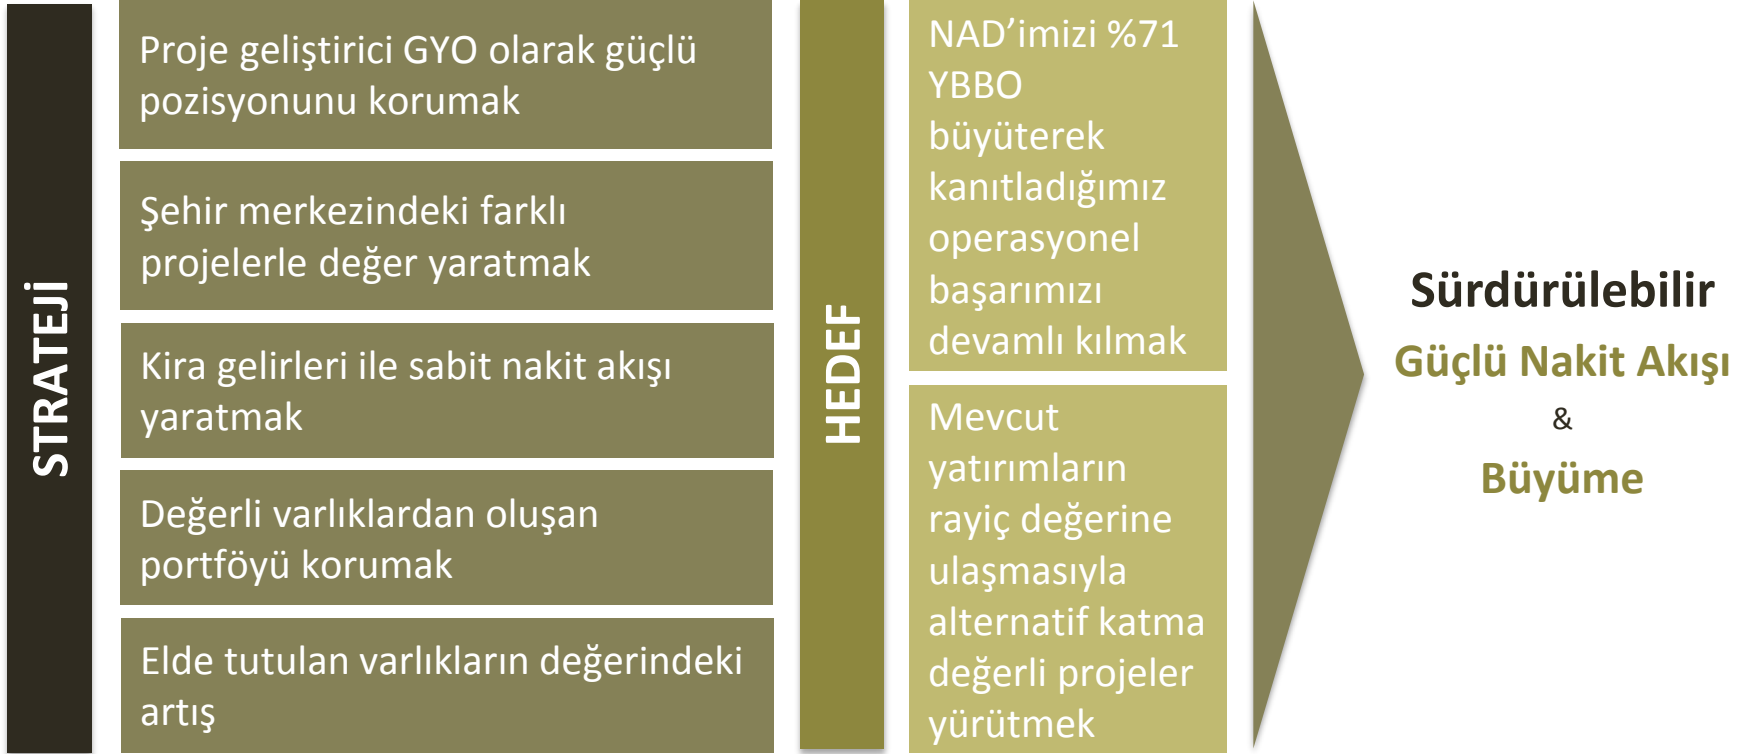 STRATEJİ
Proje geliştirici GYO olarak güçlü
pozisyonunu korumak
Şehir merkezindeki farklı
projelerle değer yaratmak
Kira gelirleri ile sabit nakit akışı
yaratmak
Değerli varlıklardan oluşan
portföyü korumak
Elde tutulan varlıkların değerindeki
artış
HEDEF
NAD’imizi %71
YBBO
büyüterek
kanıtladığımız
operasyonel
başarımızı
devamlı kılmak
Mevcut
yatırımların
rayiç değerine
ulaşmasıyla
alternatif katma
değerli projeler
yürütmek
Sürdürülebilir
Güçlü Nakit Akışı
&
Büyüme